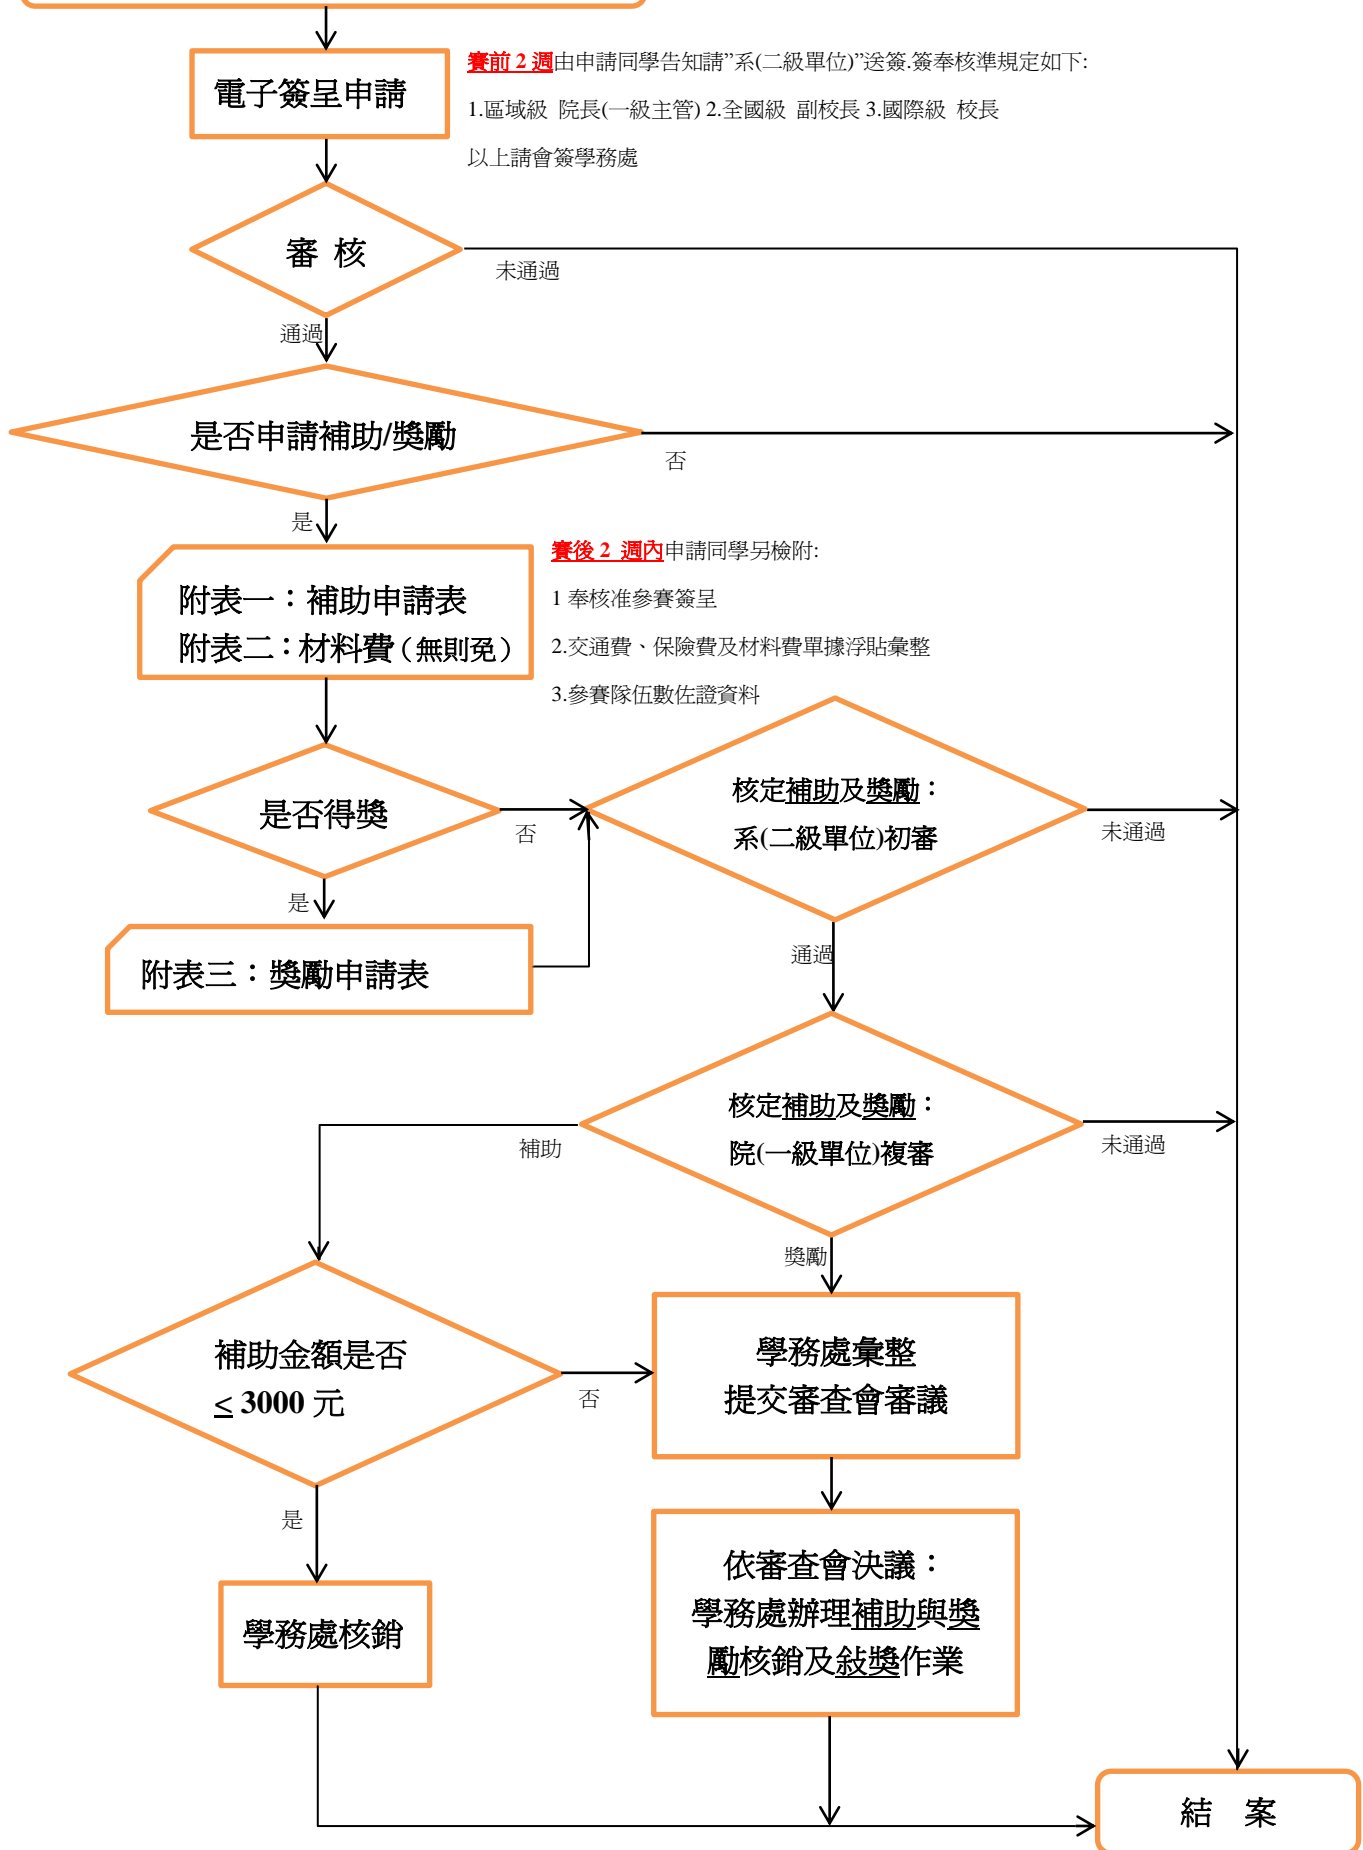 電子簽呈申請
賽前 2 週由申請同學告知請”系(二級單位)”送簽.簽奉核準規定如下:
1.區域級 院長(一級主管) 2.全國級 副校長 3.國際級 校長
以上請會簽學務處
審 核
未通過
通過
是否申請補助/獎勵
否
是
附表一：補助申請表
附表二：材料費（無則免）
賽後 2 週內申請同學另檢附:
1 奉核准參賽簽呈
2.交通費、保險費及材料費單據浮貼彙整
3.參賽隊伍數佐證資料
是否得獎
否
是
附表三：獎勵申請表
核定補助及獎勵：
系(二級單位)初審
未通過
通過
核定補助及獎勵：
院(一級單位)複審
未通過
補助
獎勵
補助金額是否
≤ 3000 元
否
是
學務處彙整
提交審查會審議
依審查會決議：
學務處辦理補助與獎
勵核銷及敍獎作業
學務處核銷
結 案